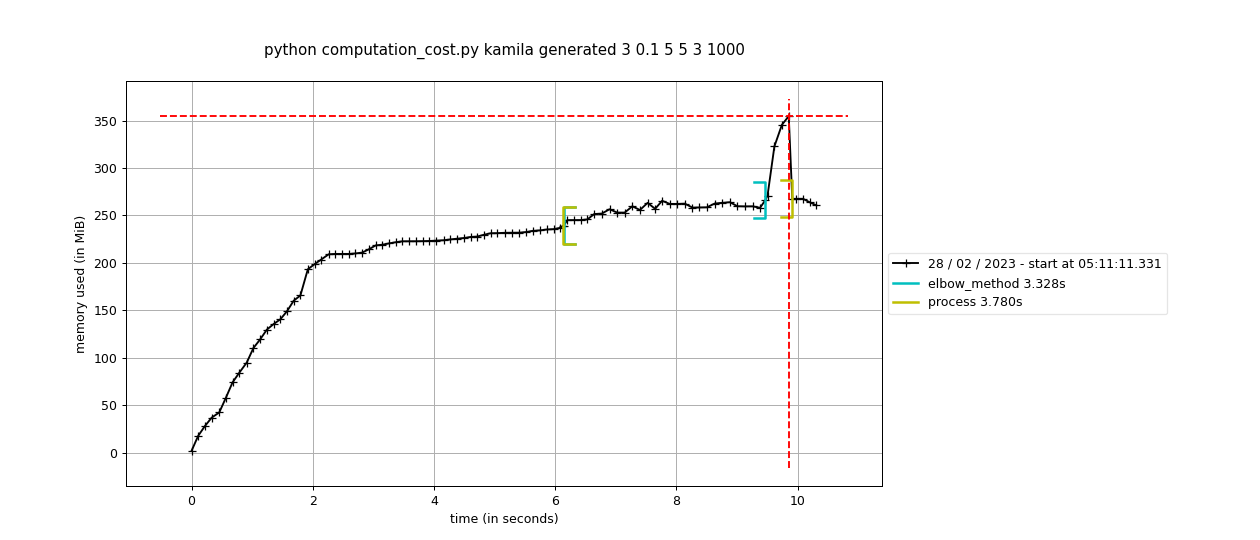 python computation_cost.py kamila generated 3 0.1 5 5 3 1000
memory used (in MiB)
350
300
250
200
150
100
50
0
0 2 4 6 8 10
time (in seconds)
28 / 02 / 2023 - start at 05:11:11.331
elbow_method 3.328s
process 3.780s